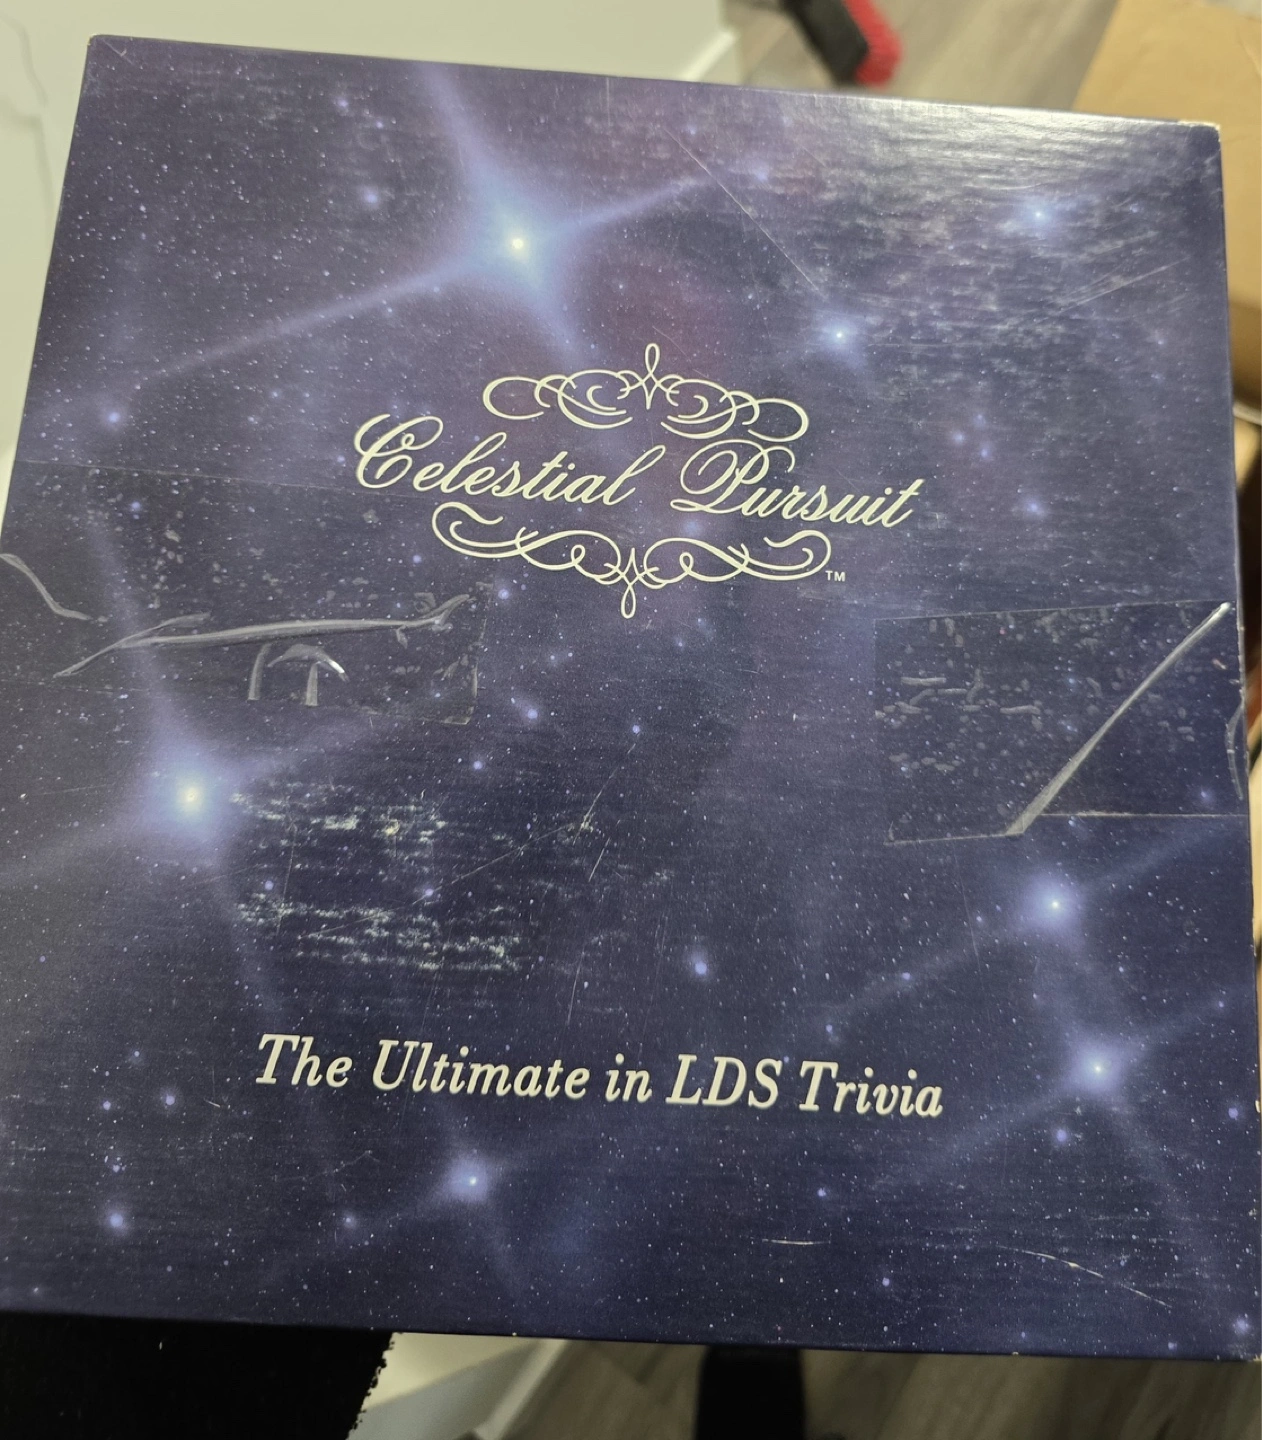 Celestial Pursuit
™
The Ultimate in LDS Trivia